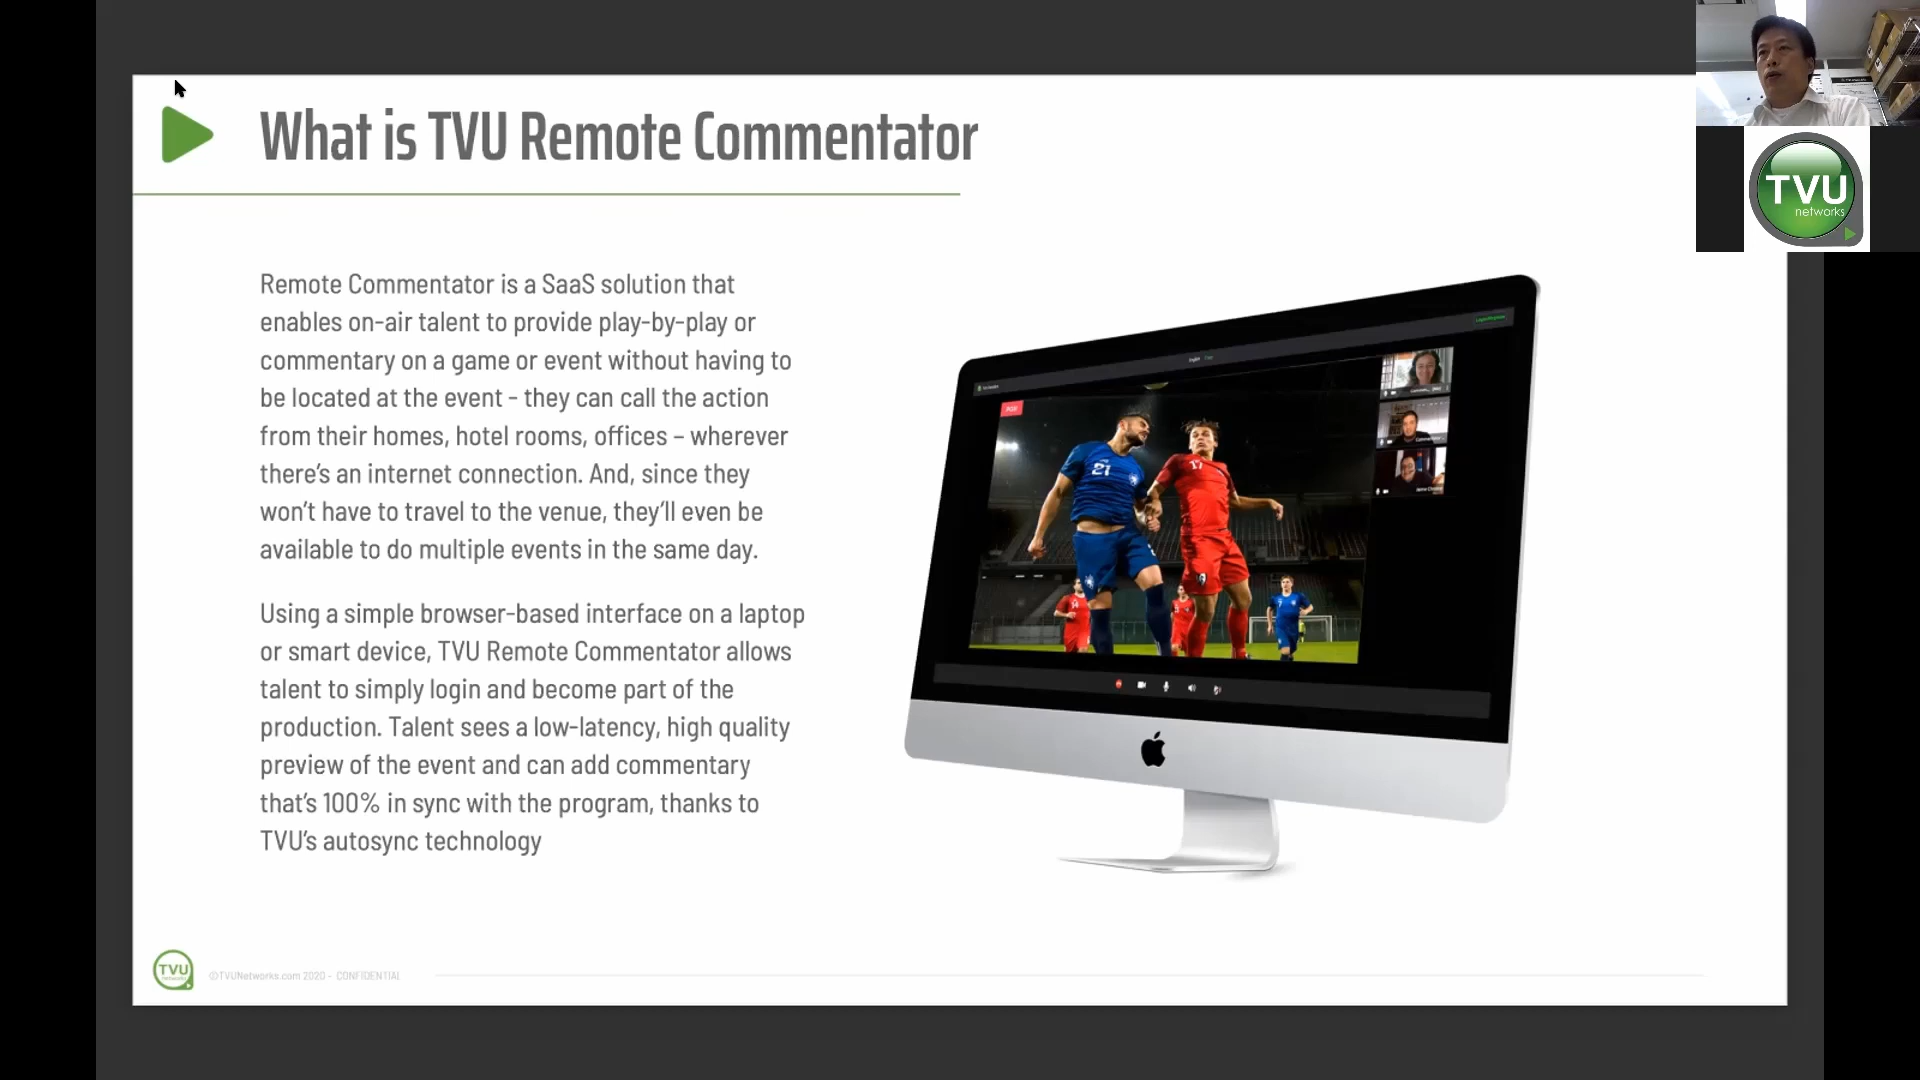 What is TVU Remote Commentator
TVU
networks
Remote Commentator is a SaaS solution that
enables on-air talent to provide play-by-play or
commentary on a game or event without having to
be located at the event - they can call the action
from their homes, hotel rooms, offices – wherever
there's an internet connection. And, since they
won't have to travel to the venue, they'll even be
available to do multiple events in the same day.
Using a simple browser-based interface on a laptop
or smart device, TVU Remote Commentator allows
talent to simply login and become part of the
production. Talent sees a low-latency, high quality
preview of the event and can add commentary
that's 100% in sync with the program, thanks to
TVU's autosync technology
21
17
TVU
networks
©TVUNetworks.com 2020 - CONFIDENTIAL